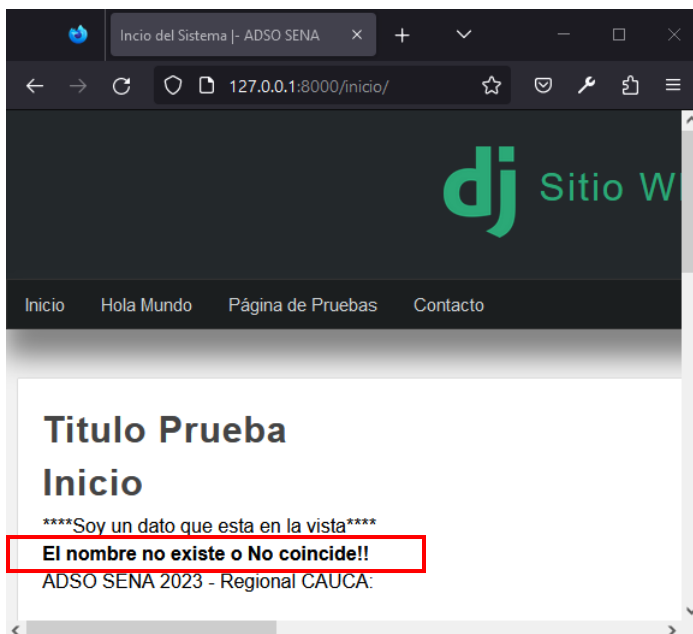 Incio del Sistema |- ADSO SENA
127.0.0.1:8000/inicio/
dj Sitio
Inicio Hola Mundo Página de Pruebas Contacto
Titulo Prueba
Inicio
****Soy un dato que esta en la vista****
El nombre no existe o No coincide!!
ADSO SENA 2023 - Regional CAUCA: